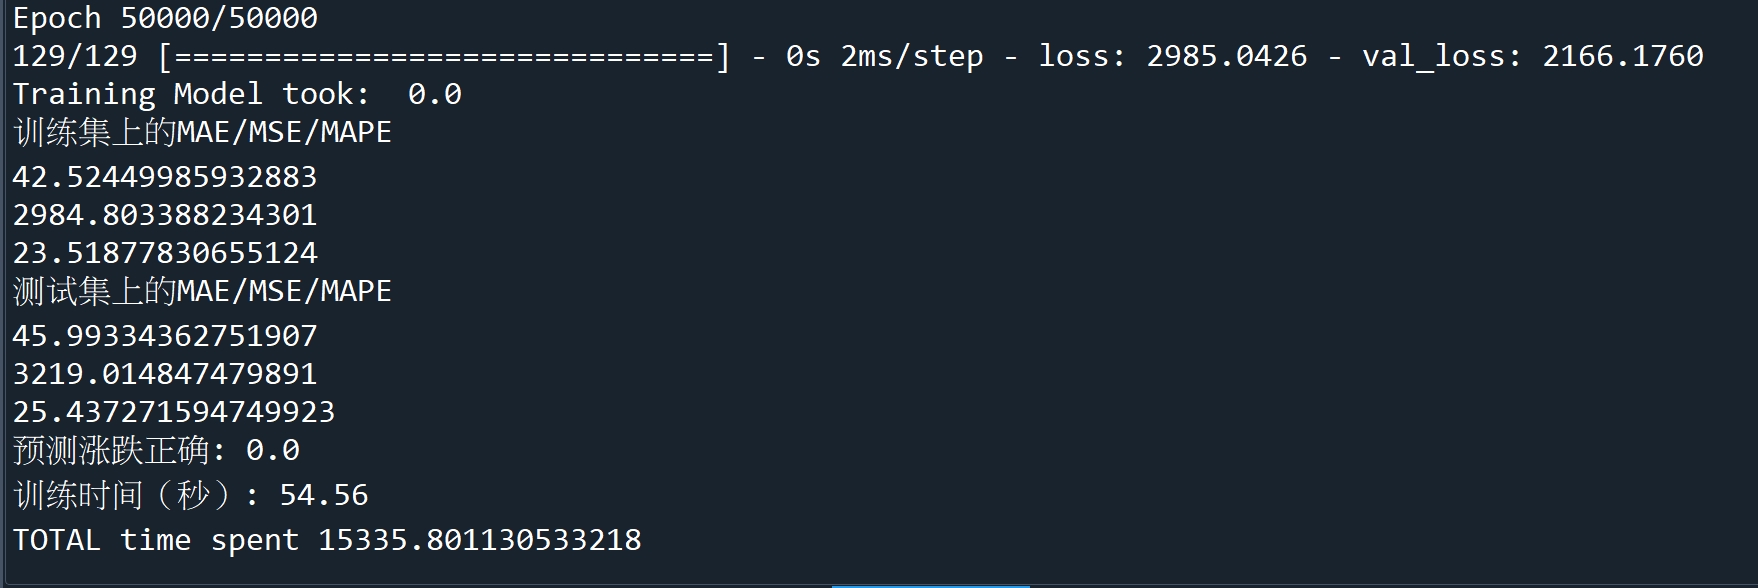 Epoch 50000/50000
129/129 [==============================] - 0s 2ms/step - loss: 2985.0426 - val_loss: 2166.1760
Training Model took:  0.0
训练集上的MAE/MSE/MAPE
42.52449985932883
2984.803388234301
23.51877830655124
测试集上的MAE/MSE/MAPE
45.99334362751907
3219.014847479891
25.437271594749923
预测涨跌正确: 0.0
训练时间（秒）: 54.56
TOTAL time spent 15335.801130533218